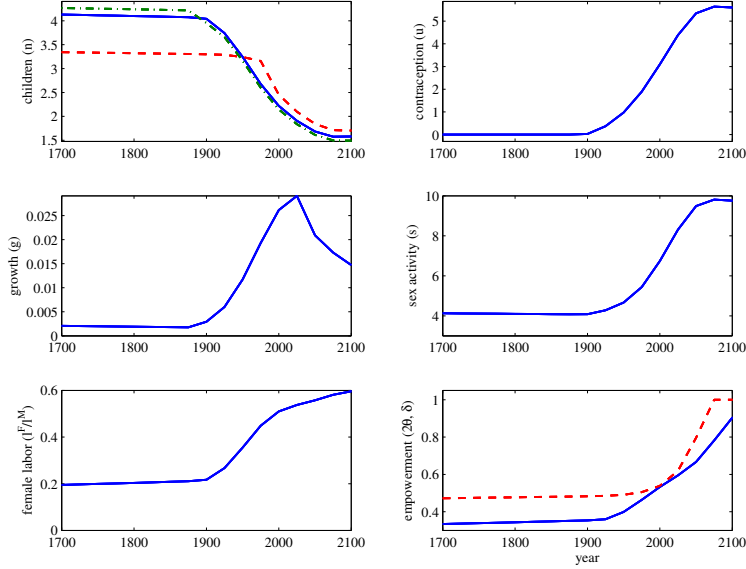 children (n)
4
3.5
3
2.5
2
1.5
1700 1800 1900 2000 2100
contraception (u)
5
4
3
2
1
0
1700 1800 1900 2000 2100
growth (g)
0.025
0.02
0.015
0.01
0.005
0
1700 1800 1900 2000 2100
sex activity (s)
10
8
6
4
1700 1800 1900 2000 2100
female labor (l^F/l^M)
0.6
0.4
0.2
0
1700 1800 1900 2000 2100
empowerment (2θ, δ)
1
0.8
0.6
0.4
1700 1800 1900 2000 2100
year